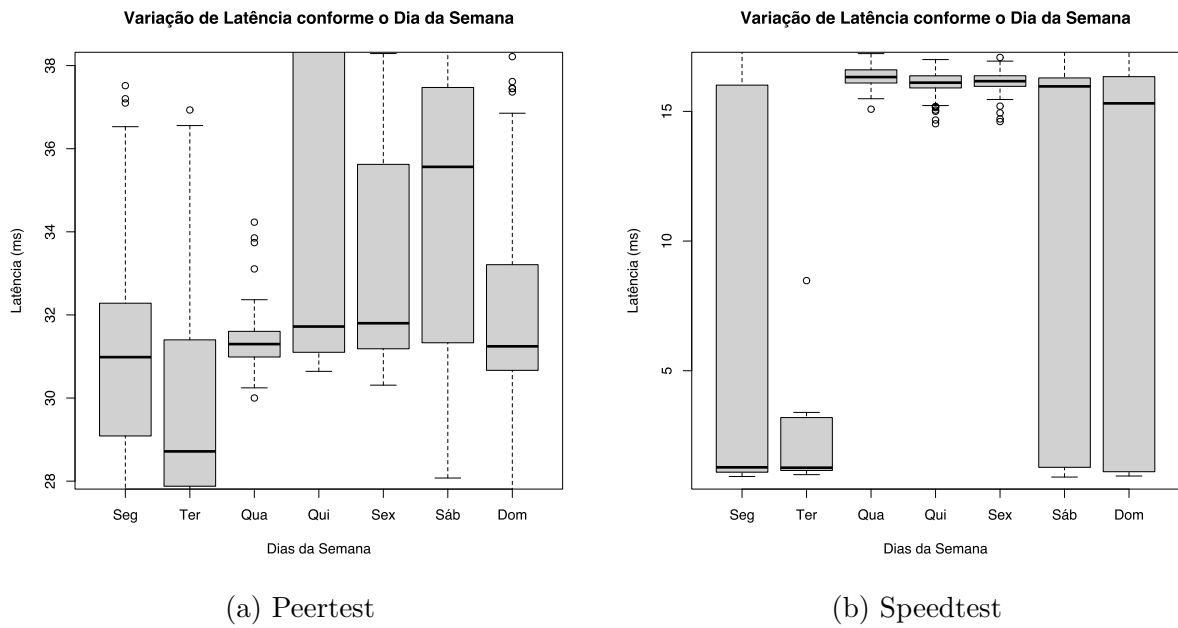 Variação de Latência conforme o Dia da Semana
Latência (ms)
38
36
34
32
30
28
Seg Ter Qua Qui Sex Sáb Dom
Dias da Semana
(a) Peertest
Variação de Latência conforme o Dia da Semana
Latência (ms)
15
10
5
Seg Ter Qua Qui Sex Sáb Dom
Dias da Semana
(b) Speedtest